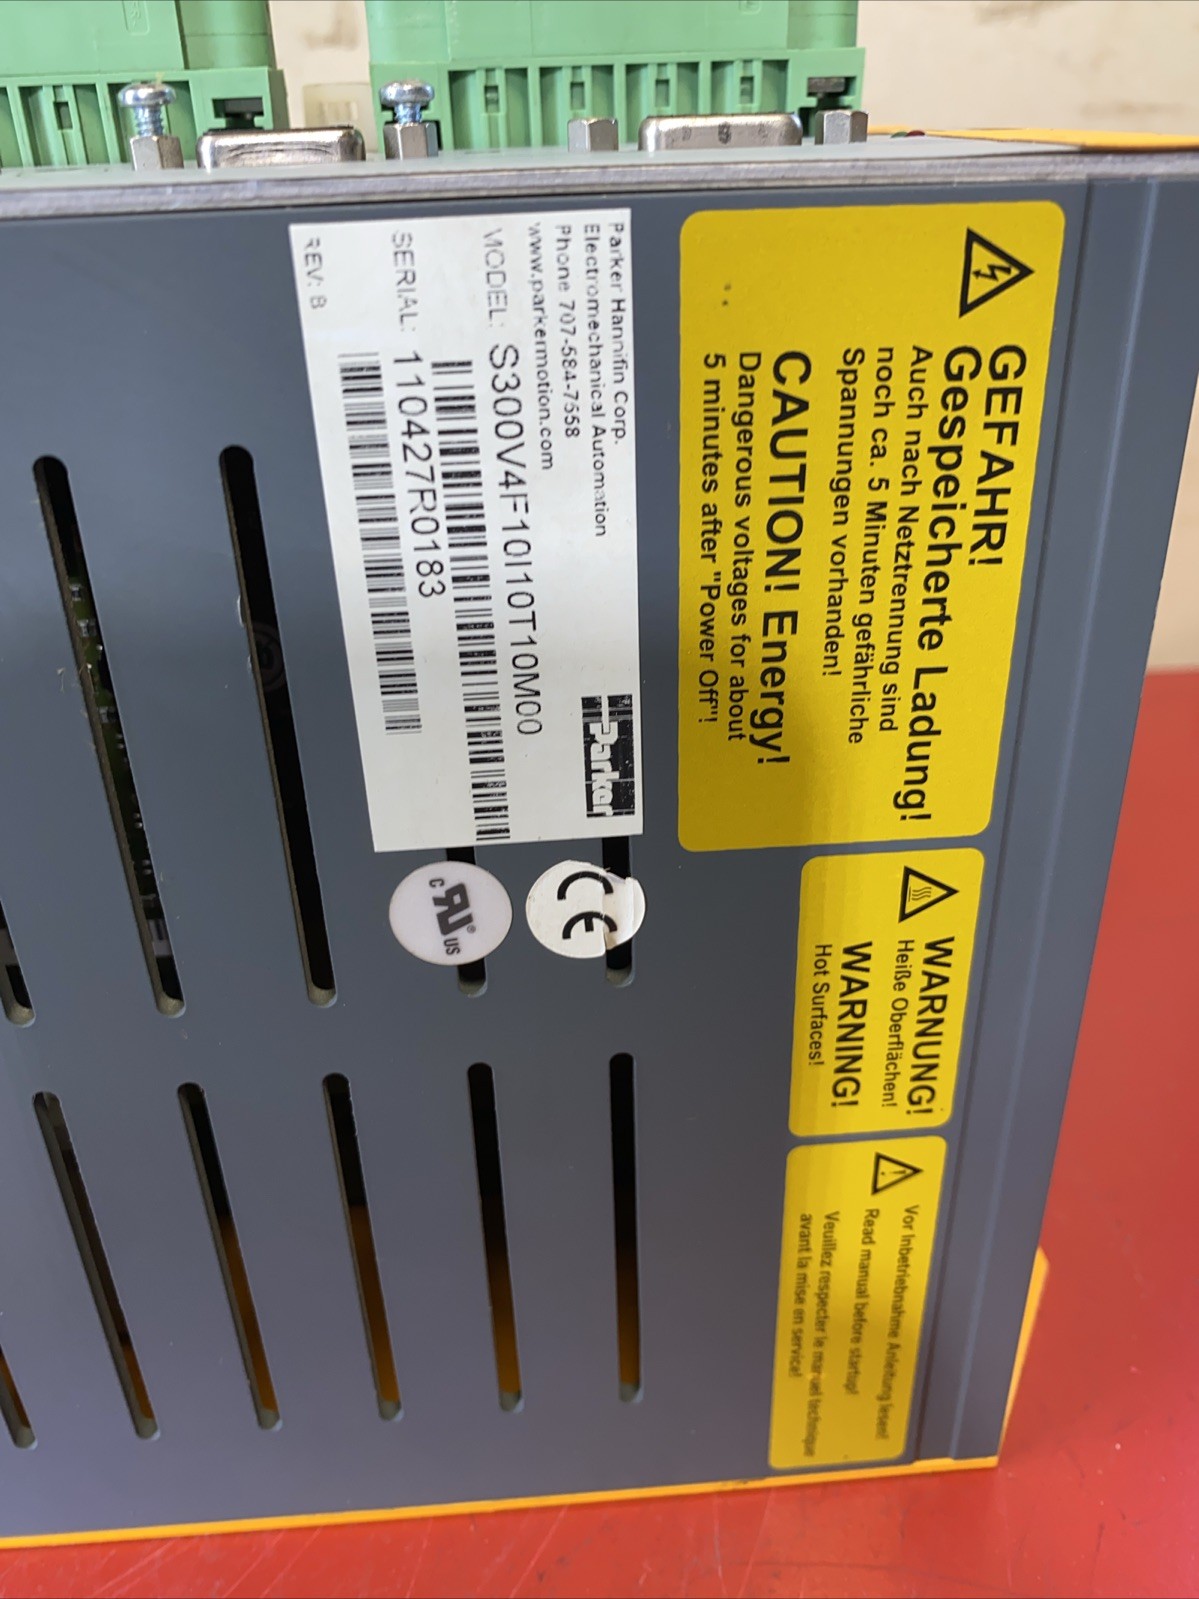 GEFAHR!
Gespeicherte Ladung!
Auch nach Netztrennung sind
noch ca. 5 Minuten gefährliche
Spannungen vorhanden!
CAUTION! Energy!
Dangerous voltages for about
5 minutes after "Power Off"!
WARNUNG!
Heiße Oberflächen!
WARNING!
Hot Surfaces!
Vor Inbetriebnahme Anleitung lesen!
Read manual before startup!
Veuillez respecter le manuel technique
avant la mise en service!
Parker Hannifin Corp.
Electromechanical Automation
Phone 707-584-7558
www.parkermotion.com
Parker
MODEL: S300V4F10I10T10M00
SERIAL: 110427R0183
REV: B
CE
c RU® US